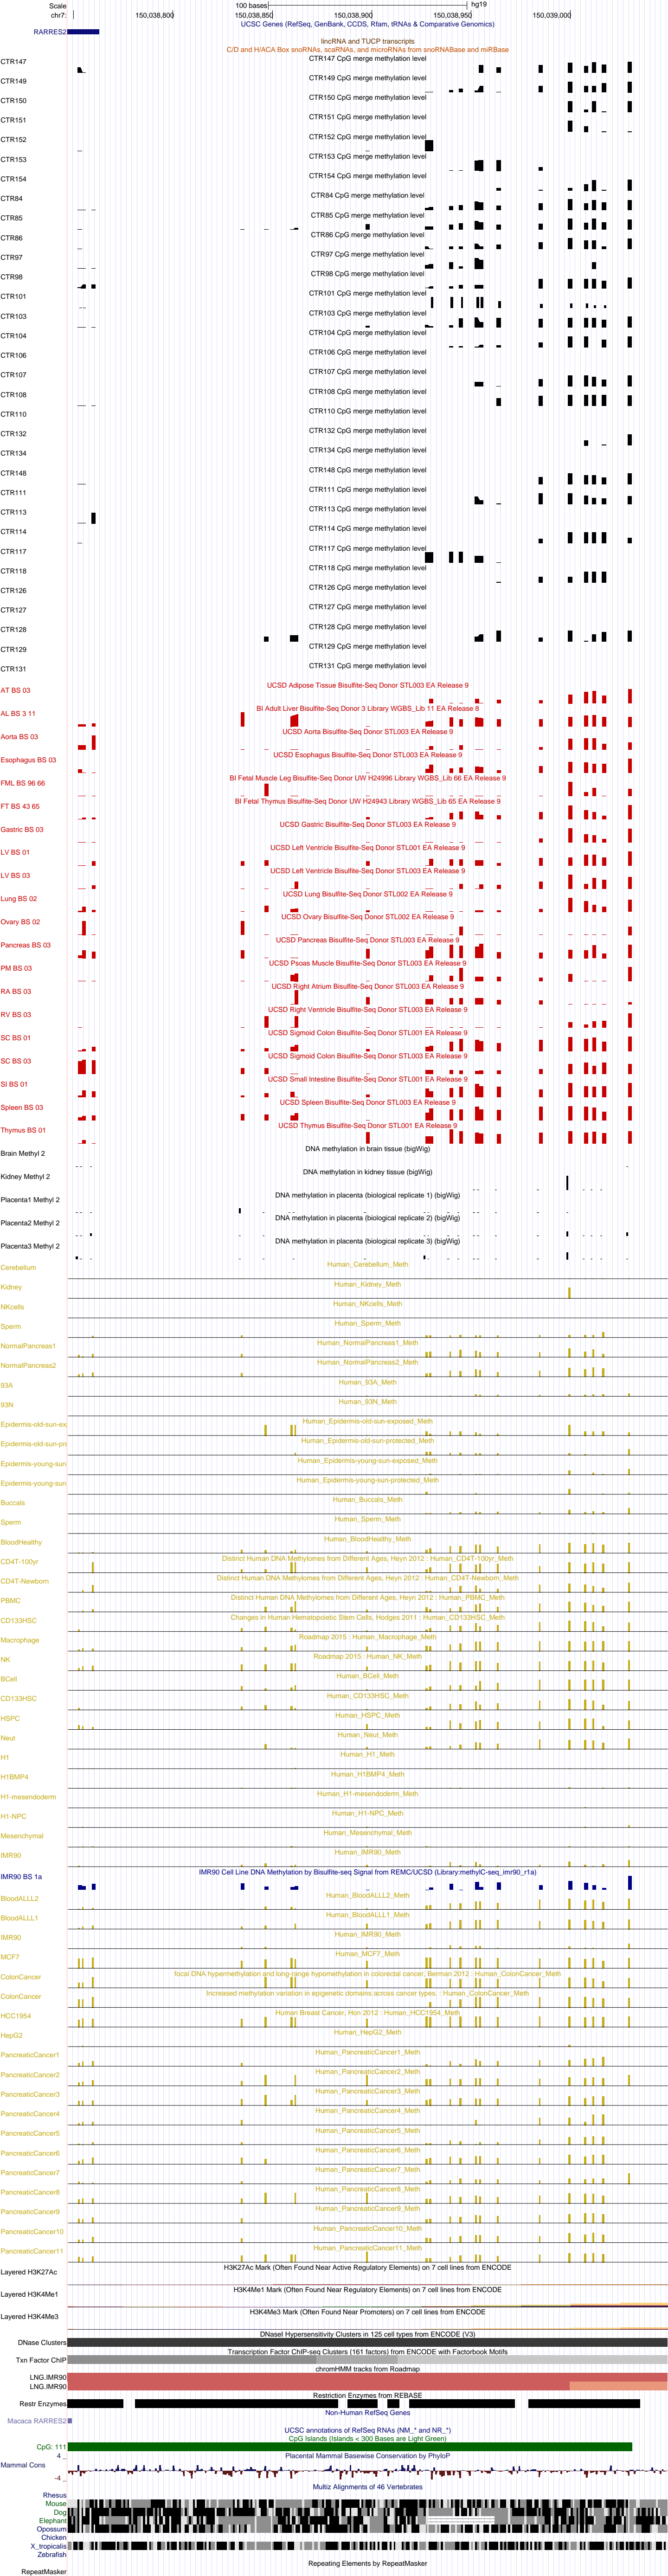 Scale 100 bases hg19
chr7: 150,038,800 150,038,850 150,038,900 150,038,950 150,039,000
UCSC Genes (RefSeq, GenBank, CCDS, Rfam, tRNAs & Comparative Genomics)
RARRES2
lincRNA and TUCP transcripts
C/D and H/ACA Box snoRNAs, scaRNAs, and microRNAs from snoRNABase and miRBase
CTR147 CpG merge methylation level
CTR147
CTR149 CpG merge methylation level
CTR149
CTR150 CpG merge methylation level
CTR150
CTR151 CpG merge methylation level
CTR151
CTR152 CpG merge methylation level
CTR152
CTR153 CpG merge methylation level
CTR153
CTR154 CpG merge methylation level
CTR154
CTR84 CpG merge methylation level
CTR84
CTR85 CpG merge methylation level
CTR85
CTR86 CpG merge methylation level
CTR86
CTR97 CpG merge methylation level
CTR97
CTR98 CpG merge methylation level
CTR98
CTR101 CpG merge methylation level
CTR101
CTR103 CpG merge methylation level
CTR103
CTR104 CpG merge methylation level
CTR104
CTR106 CpG merge methylation level
CTR106
CTR107 CpG merge methylation level
CTR107
CTR108 CpG merge methylation level
CTR108
CTR110 CpG merge methylation level
CTR110
CTR132 CpG merge methylation level
CTR132
CTR134 CpG merge methylation level
CTR134
CTR148 CpG merge methylation level
CTR148
CTR111 CpG merge methylation level
CTR111
CTR113 CpG merge methylation level
CTR113
CTR114 CpG merge methylation level
CTR114
CTR117 CpG merge methylation level
CTR117
CTR118 CpG merge methylation level
CTR118
CTR126 CpG merge methylation level
CTR126
CTR127 CpG merge methylation level
CTR127
CTR128 CpG merge methylation level
CTR128
CTR129 CpG merge methylation level
CTR129
CTR131 CpG merge methylation level
CTR131
UCSD Adipose Tissue Bisulfite-Seq Donor STL003 EA Release 9
AT BS 03
BI Adult Liver Bisulfite-Seq Donor 3 Library WGBS_Lib 11 EA Release 8
AL BS 3 11
UCSD Aorta Bisulfite-Seq Donor STL003 EA Release 9
Aorta BS 03
UCSD Esophagus Bisulfite-Seq Donor STL003 EA Release 9
Esophagus BS 03
BI Fetal Muscle Leg Bisulfite-Seq Donor UW H24996 Library WGBS_Lib 66 EA Release 9
FML BS 96 66
BI Fetal Thymus Bisulfite-Seq Donor UW H24943 Library WGBS_Lib 65 EA Release 9
FT BS 43 65
UCSD Gastric Bisulfite-Seq Donor STL003 EA Release 9
Gastric BS 03
UCSD Left Ventricle Bisulfite-Seq Donor STL001 EA Release 9
LV BS 01
UCSD Left Ventricle Bisulfite-Seq Donor STL003 EA Release 9
LV BS 03
UCSD Lung Bisulfite-Seq Donor STL002 EA Release 9
Lung BS 02
UCSD Ovary Bisulfite-Seq Donor STL002 EA Release 9
Ovary BS 02
UCSD Pancreas Bisulfite-Seq Donor STL003 EA Release 9
Pancreas BS 03
UCSD Psoas Muscle Bisulfite-Seq Donor STL003 EA Release 9
PM BS 03
UCSD Right Atrium Bisulfite-Seq Donor STL003 EA Release 9
RA BS 03
UCSD Right Ventricle Bisulfite-Seq Donor STL003 EA Release 9
RV BS 03
UCSD Sigmoid Colon Bisulfite-Seq Donor STL001 EA Release 9
SC BS 01
UCSD Sigmoid Colon Bisulfite-Seq Donor STL003 EA Release 9
SC BS 03
UCSD Small Intestine Bisulfite-Seq Donor STL001 EA Release 9
SI BS 01
UCSD Spleen Bisulfite-Seq Donor STL003 EA Release 9
Spleen BS 03
UCSD Thymus Bisulfite-Seq Donor STL001 EA Release 9
Thymus BS 01
DNA methylation in brain tissue (bigWig)
Brain Methyl 2
DNA methylation in kidney tissue (bigWig)
Kidney Methyl 2
DNA methylation in placenta (biological replicate 1) (bigWig)
Placenta1 Methyl 2
DNA methylation in placenta (biological replicate 2) (bigWig)
Placenta2 Methyl 2
DNA methylation in placenta (biological replicate 3) (bigWig)
Placenta3 Methyl 2
Human_Cerebellum_Meth
Cerebellum
Human_Kidney_Meth
Kidney
Human_NKcells_Meth
NKcells
Human_Sperm_Meth
Sperm
Human_NormalPancreas1_Meth
NormalPancreas1
Human_NormalPancreas2_Meth
NormalPancreas2
Human_93A_Meth
93A
Human_93N_Meth
93N
Human_Epidermis-old-sun-exposed_Meth
Epidermis-old-sun-ex
Human_Epidermis-old-sun-protected_Meth
Epidermis-old-sun-pr
Human_Epidermis-young-sun-exposed_Meth
Epidermis-young-sun
Human_Epidermis-young-sun-protected_Meth
Epidermis-young-sun
Human_Buccals_Meth
Buccals
Human_Sperm_Meth
Sperm
Human_BloodHealthy_Meth
BloodHealthy
Distinct Human DNA Methylomes from Different Ages, Heyn 2012 : Human_CD4T-100yr_Meth
CD4T-100yr
Distinct Human DNA Methylomes from Different Ages, Heyn 2012 : Human_CD4T-Newborn_Meth
CD4T-Newborn
Distinct Human DNA Methylomes from Different Ages, Heyn 2012 : Human_PBMC_Meth
PBMC
Changes in Human Hematopoietic Stem Cells, Hodges 2011 : Human_CD133HSC_Meth
CD133HSC
Roadmap 2015 : Human_Macrophage_Meth
Macrophage
Roadmap 2015 : Human_NK_Meth
NK
Human_BCell_Meth
BCell
Human_CD133HSC_Meth
CD133HSC
Human_HSPC_Meth
HSPC
Human_Neut_Meth
Neut
Human_H1_Meth
H1
Human_H1BMP4_Meth
H1BMP4
Human_H1-mesendoderm_Meth
H1-mesendoderm
Human_H1-NPC_Meth
H1-NPC
Human_Mesenchymal_Meth
Mesenchymal
Human_IMR90_Meth
IMR90
IMR90 Cell Line DNA Methylation by Bisulfite-seq Signal from REMC/UCSD (Library:methylC-seq_imr90_r1a)
IMR90 BS 1a
Human_BloodALLL2_Meth
BloodALLL2
Human_BloodALLL1_Meth
BloodALLL1
Human_IMR90_Meth
IMR90
Human_MCF7_Meth
MCF7
focal DNA hypermethylation and long-range hypomethylation in colorectal cancer, Berman 2012 : Human_ColonCancer_Meth
ColonCancer
Increased methylation variation in epigenetic domains across cancer types. : Human_ColonCancer_Meth
ColonCancer
Human Breast Cancer, Hon 2012 : Human_HCC1954_Meth
HCC1954
Human_HepG2_Meth
HepG2
Human_PancreaticCancer1_Meth
PancreaticCancer1
Human_PancreaticCancer2_Meth
PancreaticCancer2
Human_PancreaticCancer3_Meth
PancreaticCancer3
Human_PancreaticCancer4_Meth
PancreaticCancer4
Human_PancreaticCancer5_Meth
PancreaticCancer5
Human_PancreaticCancer6_Meth
PancreaticCancer6
Human_PancreaticCancer7_Meth
PancreaticCancer7
Human_PancreaticCancer8_Meth
PancreaticCancer8
Human_PancreaticCancer9_Meth
PancreaticCancer9
Human_PancreaticCancer10_Meth
PancreaticCancer10
Human_PancreaticCancer11_Meth
PancreaticCancer11
H3K27Ac Mark (Often Found Near Active Regulatory Elements) on 7 cell lines from ENCODE
Layered H3K27Ac
H3K4Me1 Mark (Often Found Near Regulatory Elements) on 7 cell lines from ENCODE
Layered H3K4Me1
H3K4Me3 Mark (Often Found Near Promoters) on 7 cell lines from ENCODE
Layered H3K4Me3
DNaseI Hypersensitivity Clusters in 125 cell types from ENCODE (V3)
DNase Clusters
Transcription Factor ChIP-seq Clusters (161 factors) from ENCODE with Factorbook Motifs
Txn Factor ChIP
chromHMM tracks from Roadmap
LNG.IMR90
LNG.IMR90
Restriction Enzymes from REBASE
Restr Enzymes
Non-Human RefSeq Genes
Macaca RARRES2
UCSC annotations of RefSeq RNAs (NM_* and NR_*)
CpG Islands (Islands < 300 Bases are Light Green)
CpG: 111
Placental Mammal Basewise Conservation by PhyloP
4 _
Mammal Cons
-4 _
Multiz Alignments of 46 Vertebrates
Rhesus
Mouse
Dog
Elephant
Opossum
Chicken
X_tropicalis
Zebrafish
Repeating Elements by RepeatMasker
RepeatMasker